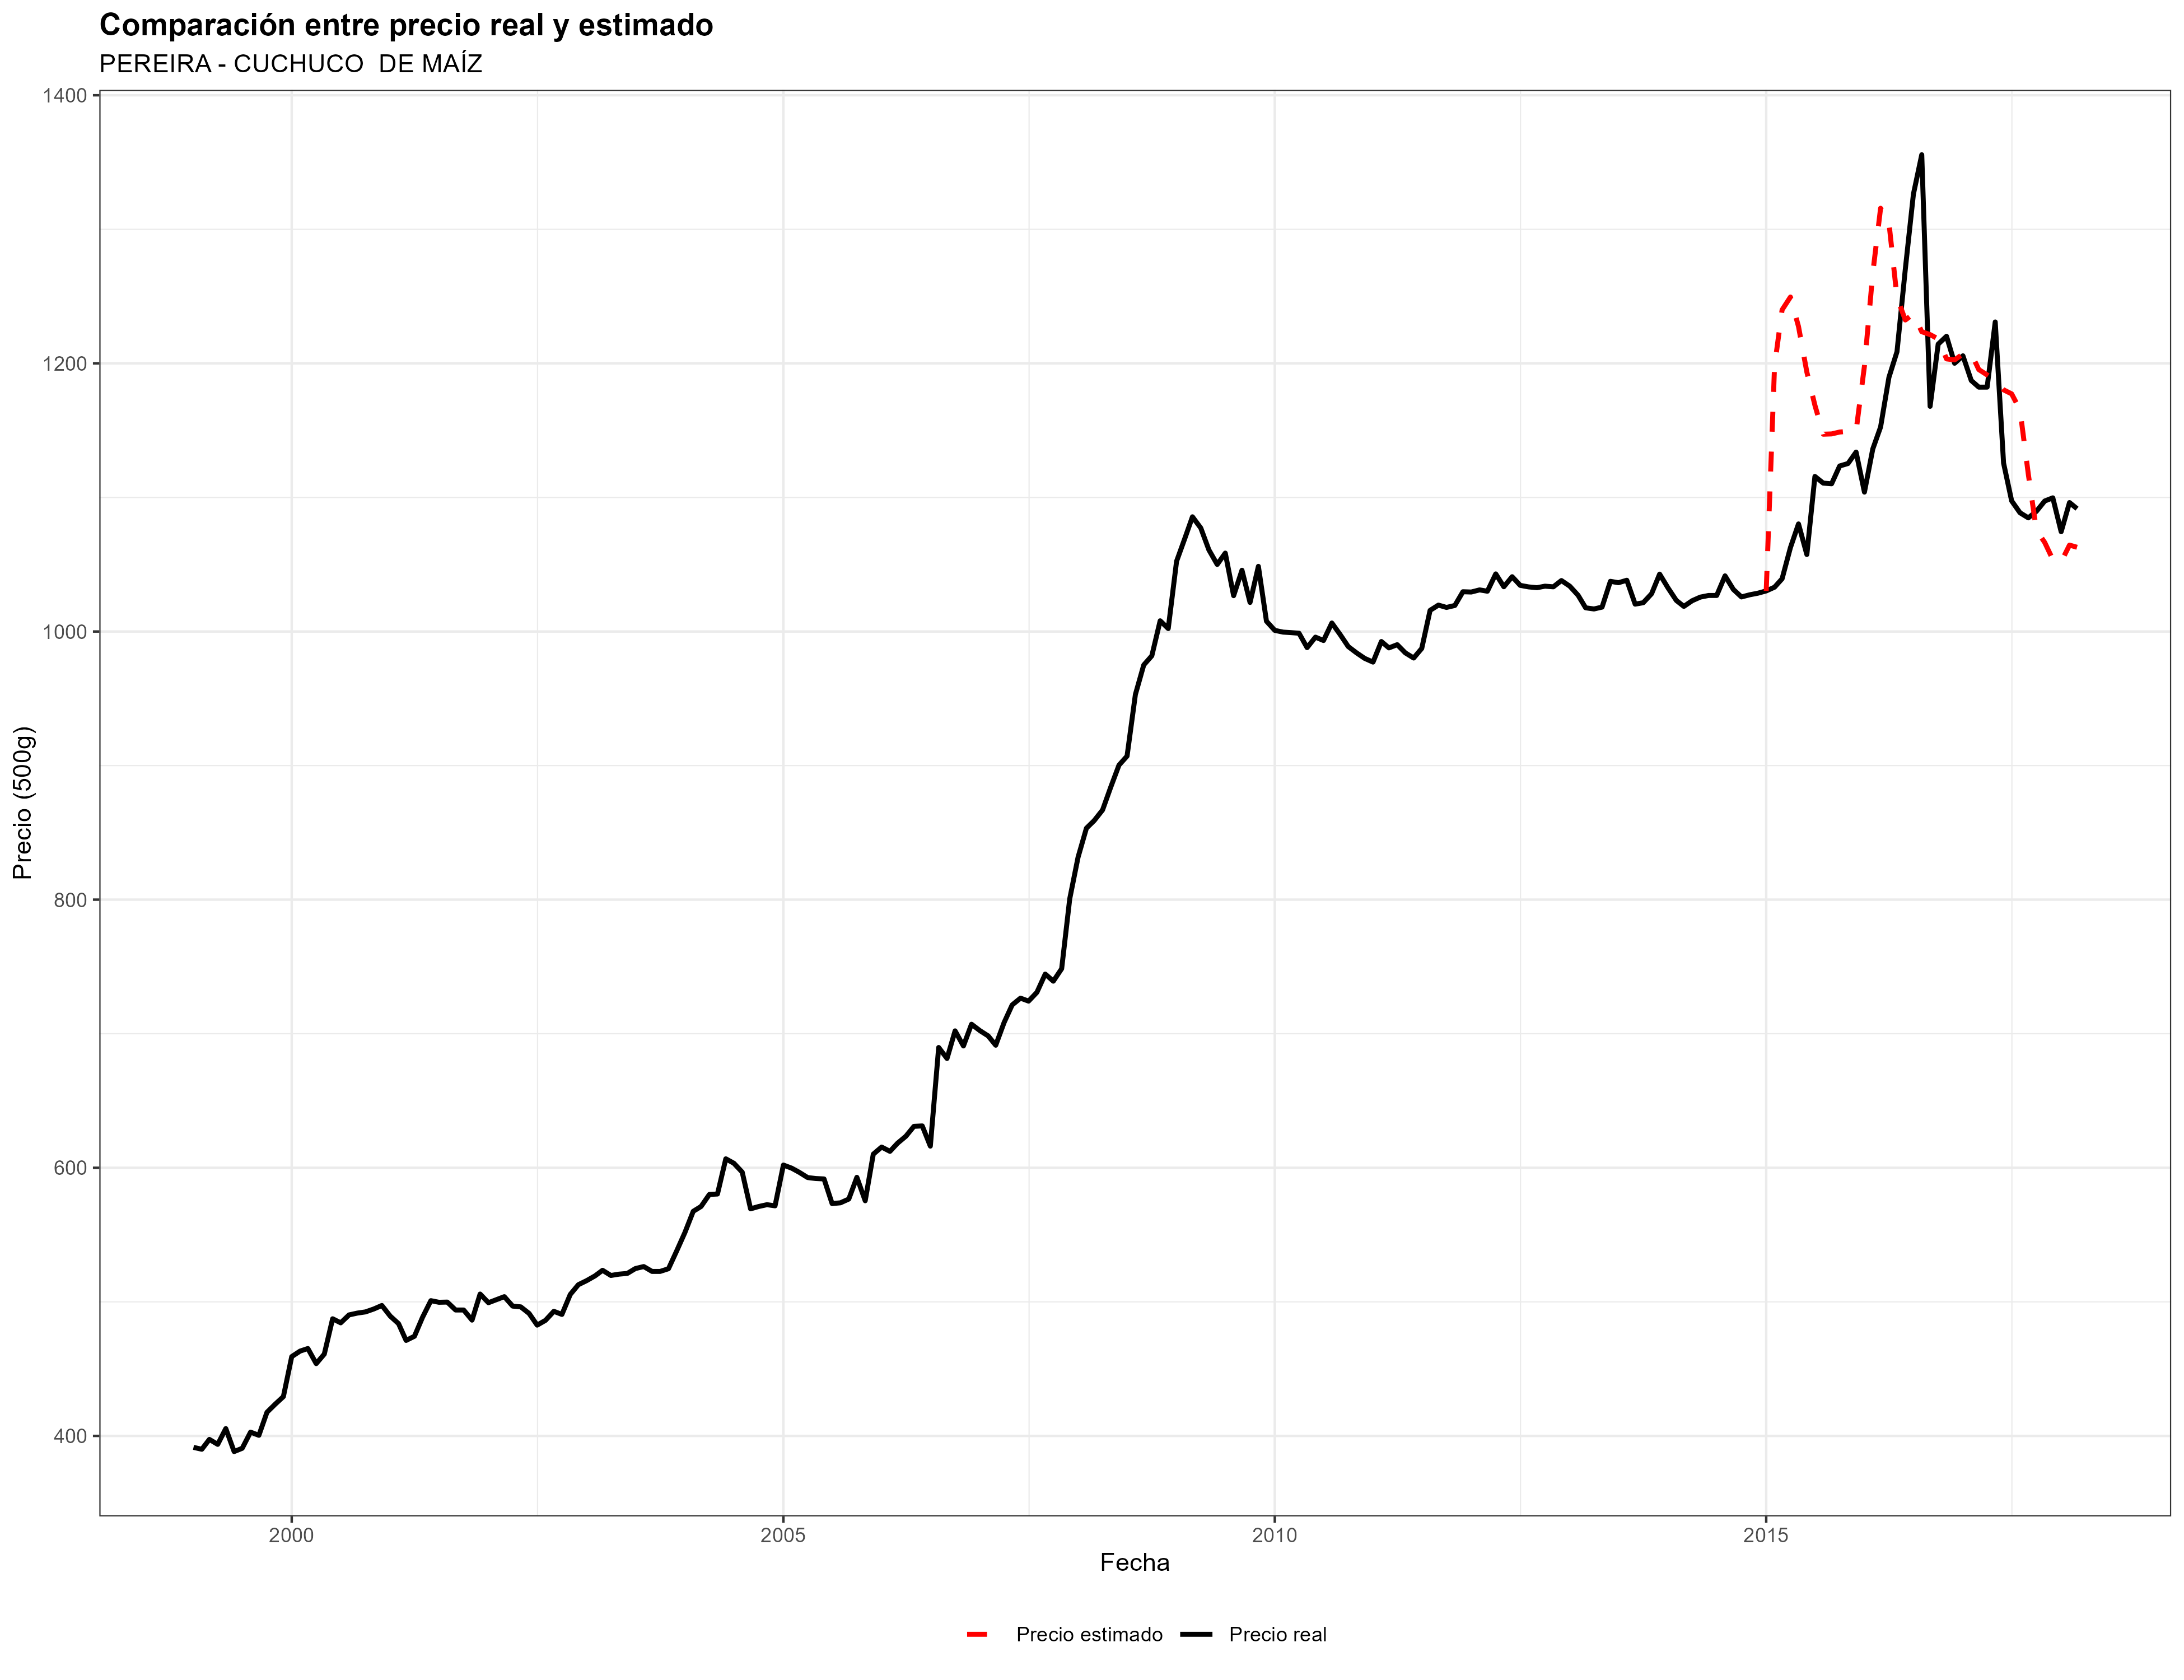 Comparación entre precio real y estimado
PEREIRA - CUCHUCO  DE MAÍZ
1400
1200
1000
800
600
400
Precio (500g)
2000
2005
2010
2015
Fecha
Precio estimado
Precio real